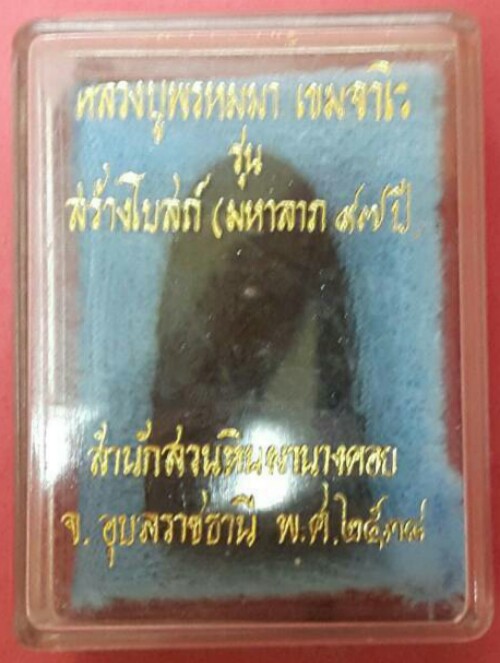 หลวงปู่พรหมมา เขมจาโร
รุ่น
สร้างโบสถ์ (มหาลาภ ๙๗ ปี)
สำนักสวนหินผานางคอย
จ. อุบลราชธานี พ.ศ.๒๕๓๘